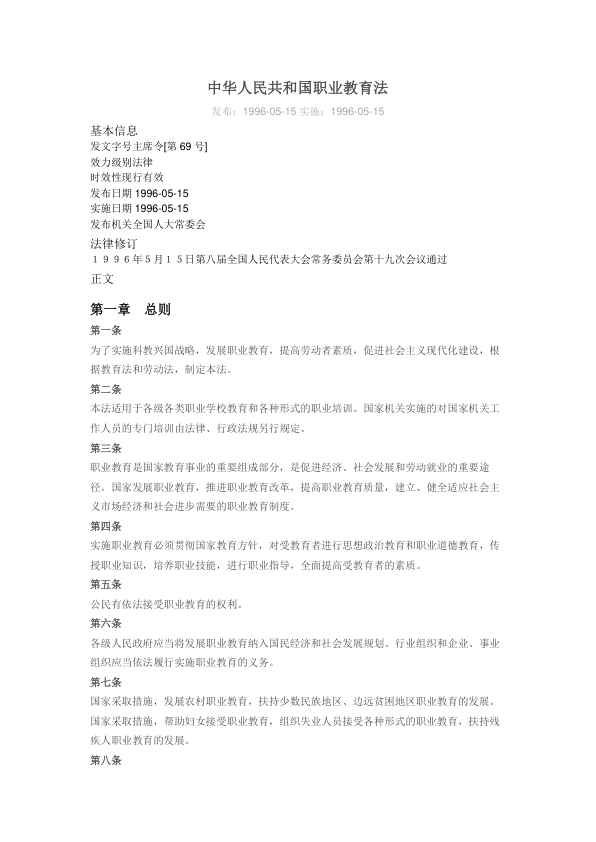 中华人民共和国职业教育法
发布：1996-05-15 实施：1996-05-15
基本信息
发文字号主席令[第 69 号]
效力级别法律
时效性现行有效
发布日期 1996-05-15
实施日期 1996-05-15
发布机关全国人大常委会
法律修订
１９９６年５月１５日第八届全国人民代表大会常务委员会第十九次会议通过
正文
第一章　总则
第一条
为了实施科教兴国战略，发展职业教育，提高劳动者素质，促进社会主义现代化建设，根
据教育法和劳动法，制定本法。
第二条
本法适用于各级各类职业学校教育和各种形式的职业培训。国家机关实施的对国家机关工
作人员的专门培训由法律、行政法规另行规定。
第三条
职业教育是国家教育事业的重要组成部分，是促进经济、社会发展和劳动就业的重要途
径。国家发展职业教育，推进职业教育改革，提高职业教育质量，建立、健全适应社会主
义市场经济和社会进步需要的职业教育制度。
第四条
实施职业教育必须贯彻国家教育方针，对受教育者进行思想政治教育和职业道德教育，传
授职业知识，培养职业技能，进行职业指导，全面提高受教育者的素质。
第五条
公民有依法接受职业教育的权利。
第六条
各级人民政府应当将发展职业教育纳入国民经济和社会发展规划。行业组织和企业、事业
组织应当依法履行实施职业教育的义务。
第七条
国家采取措施，发展农村职业教育，扶持少数民族地区、边远贫困地区职业教育的发展。
国家采取措施，帮助妇女接受职业教育，组织失业人员接受各种形式的职业教育，扶持残
疾人职业教育的发展。
第八条